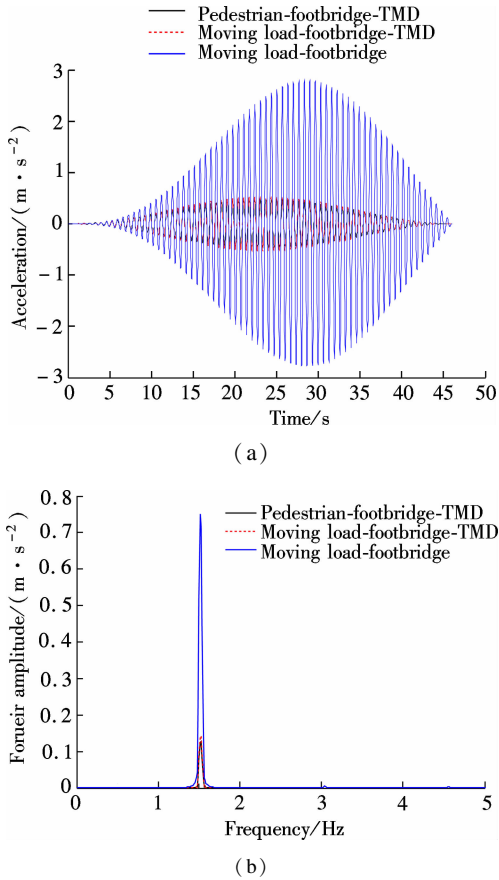 Pedestrian-footbridge-TMD
Moving load-footbridge-TMD
Moving load-footbridge
3
2
1
0
−1
−2
−3
Acceleration/(m·s⁻²)
0 5 10 15 20 25 30 35 40 45 50
Time/s
(a)
Pedestrian-footbridge-TMD
Moving load-footbridge-TMD
Moving load-footbridge
0.8
0.7
0.6
0.5
0.4
0.3
0.2
0.1
0
Forueir amplitude/(m·s⁻²)
0 1 2 3 4 5
Frequency/Hz
(b)